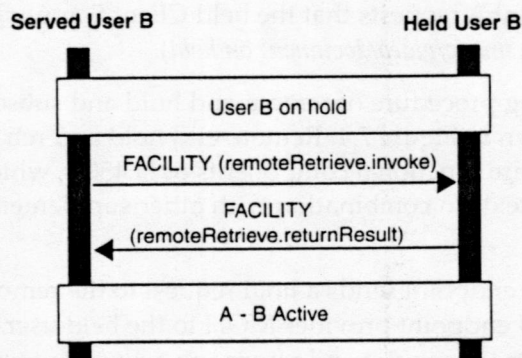 Served User B
Held User B
User B on hold
FACILITY (remoteRetrieve.invoke)
FACILITY
(remoteRetrieve.returnResult)
A - B Active